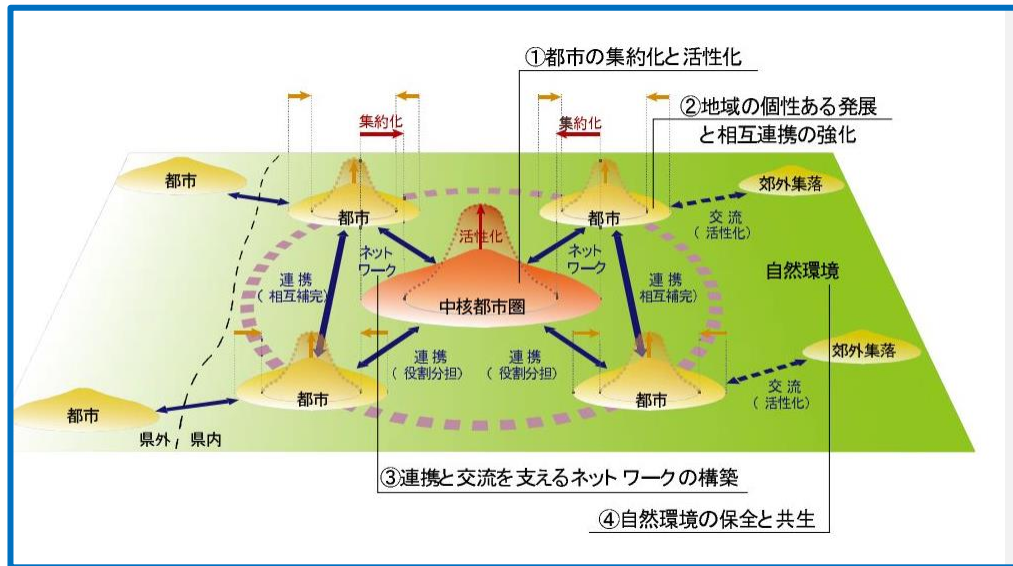 ①都市の集約化と活性化
②地域の個性ある発展
と相互連携の強化
集約化
集約化
都市
都市
都市
郊外集落
活性化
ネット
ワーク
ネット
ワーク
交流
(活性化)
自然環境
連携
(相互補完)
連携
相互補完)
中核都市圏
連携
(役割分担)
連携
(役割分担)
郊外集落
都市
都市
都市
交流
(活性化)
県外
県内
③連携と交流を支えるネットワークの構築
④自然環境の保全と共生